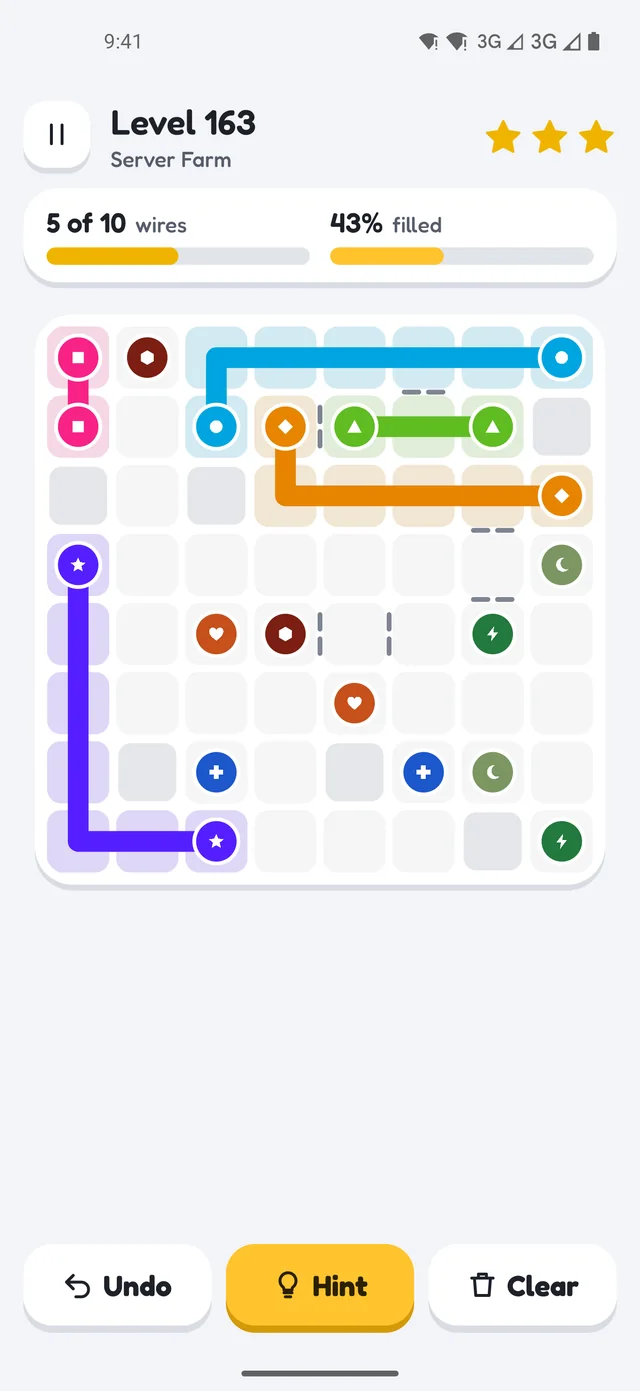 9:41
3G 3G
Level 163
Server Farm
5 of 10 wires
43% filled
Undo
Hint
Clear